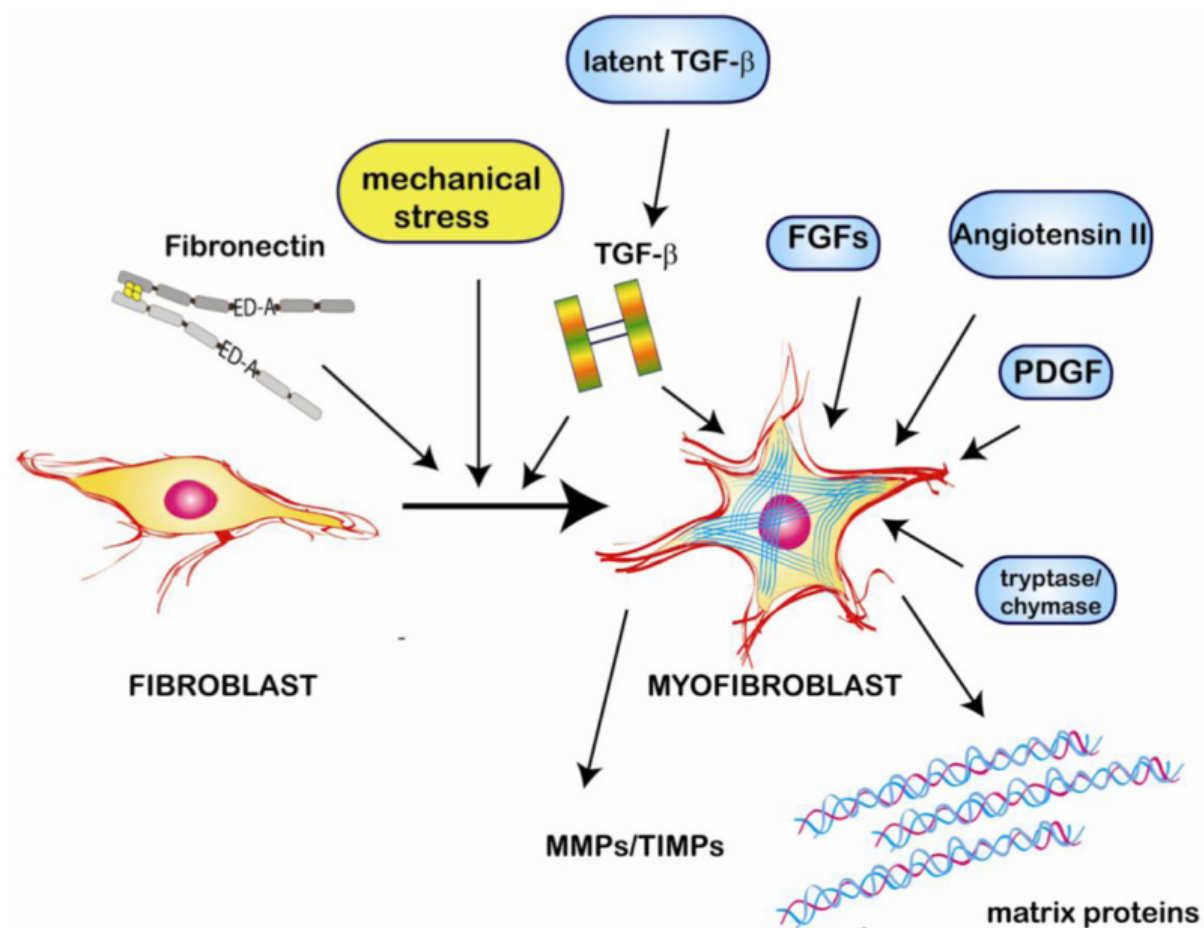 latent TGF-β
mechanical
stress
Fibronectin
TGF-β
FGFs
Angiotensin II
ED-A
ED-A
PDGF
tryptase/
chymase
FIBROBLAST
MYOFIBROBLAST
MMPs/TIMPs
matrix proteins